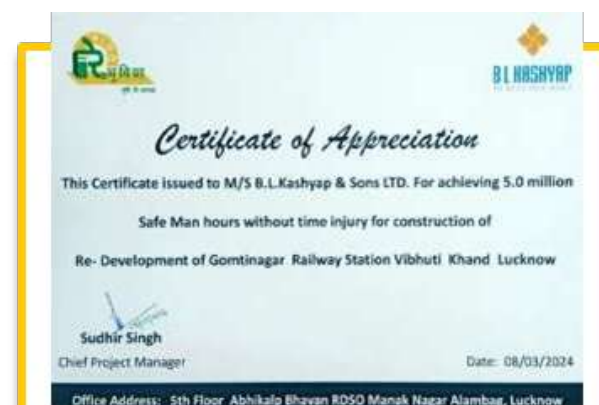 रे भूमि
B L KASHYAP
Certificate of Appreciation
This Certificate issued to M/S B.L.Kashyap & Sons LTD. For achieving 5.0 million
Safe Man hours without time injury for construction of
Re- Development of Gomtinagar Railway Station Vibhuti Khand Lucknow
Sudhir Singh
Chief Project Manager
Date: 08/03/2024
Office Address: 5th Floor Abhikalp Bhavan RDSO Manak Nagar Alambag, Lucknow